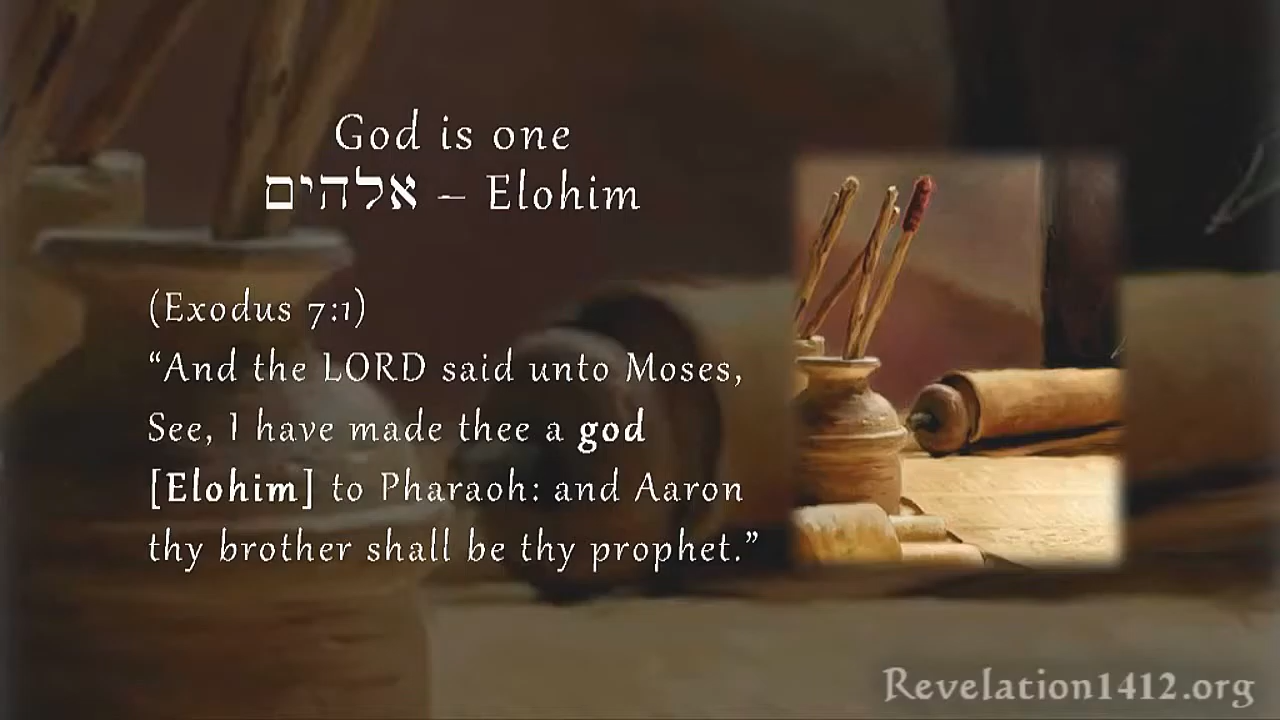 God is one
אלהים – Elohim
(Exodus 7:1)
“And the LORD said unto Moses,
See, I have made thee a god
[Elohim] to Pharaoh: and Aaron
thy brother shall be thy prophet.”
Revelation1412.org